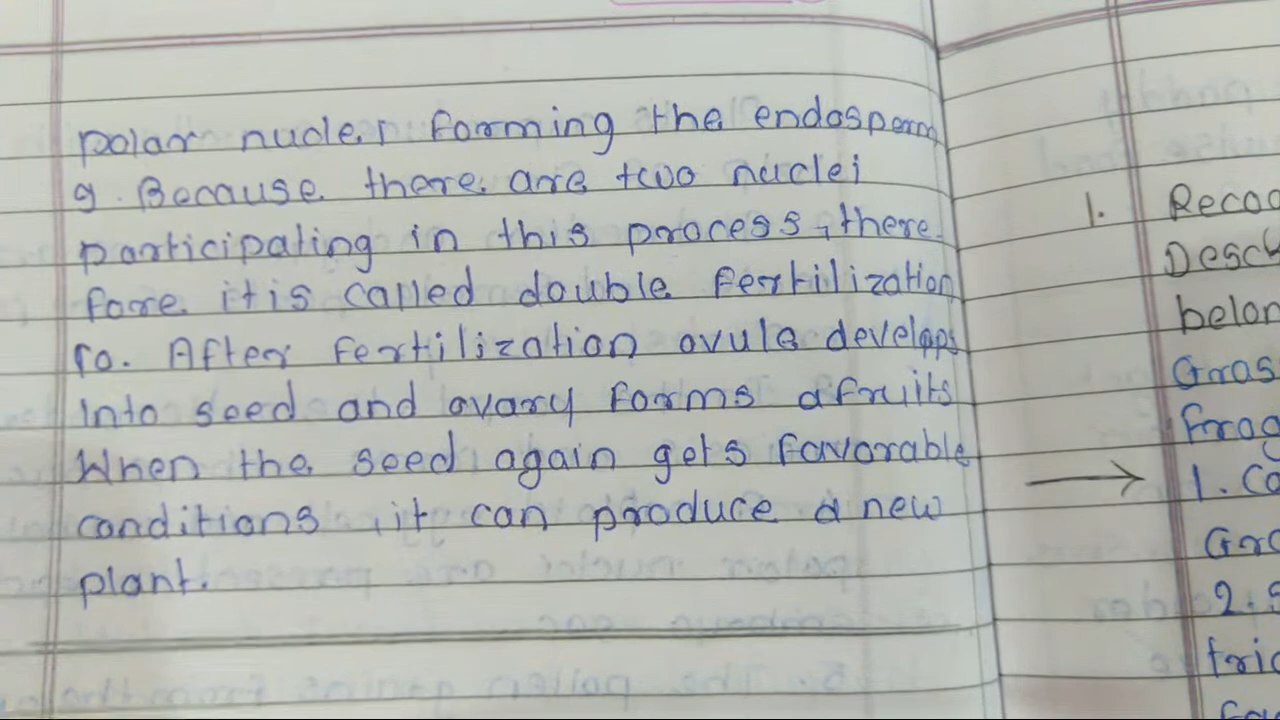 polar nuclei forming the endosperm
9. Because there are two nuclei
participating in this process, there
fore it is called double fertilization
10. After fertilization ovule develops
into seed and ovary forms a fruits
When the seed again gets favorable
conditions, it can produce a new
plant.
1.
Desc
belon
Gras
frog
1. Co
Gra
2. S